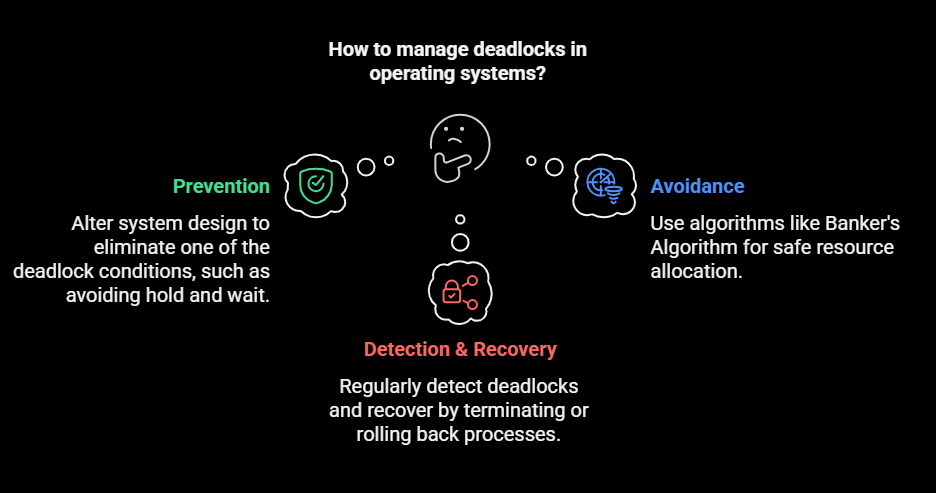 How to manage deadlocks in
operating systems?
Prevention
Alter system design to
eliminate one of the
deadlock conditions, such as
avoiding hold and wait.
Avoidance
Use algorithms like Banker's
Algorithm for safe resource
allocation.
Detection & Recovery
Regularly detect deadlocks
and recover by terminating or
rolling back processes.